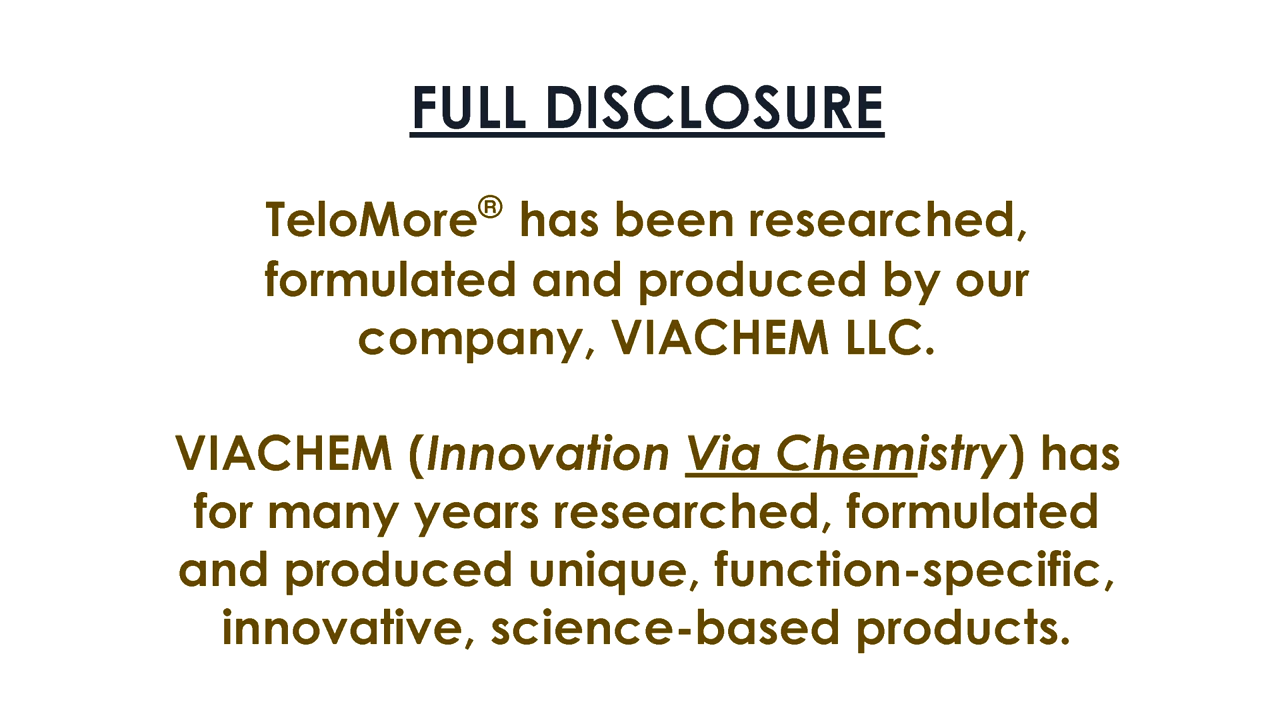 FULL DISCLOSURE
TeloMore® has been researched,
formulated and produced by our
company, VIACHEM LLC.
VIACHEM (Innovation Via Chemistry) has
for many years researched, formulated
and produced unique, function-specific,
innovative, science-based products.